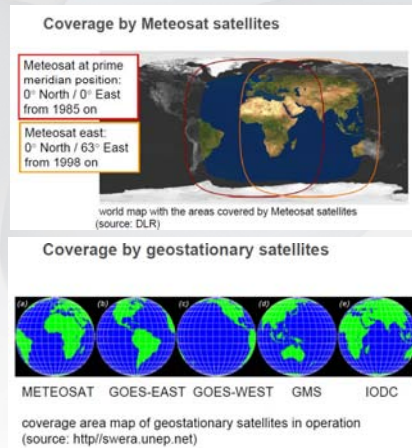 Coverage by Meteosat satellites
Meteosat at prime
meridian position:
0° North / 0° East
from 1985 on
Meteosat east:
0° North / 63° East
from 1998 on
world map with the areas covered by Meteosat satellites
(source: DLR)
Coverage by geostationary satellites
(a) (b) (c) (d) (e)
METEOSAT GOES-EAST GOES-WEST GMS IODC
coverage area map of geostationary satellites in operation
(source: http//swera.unep.net)